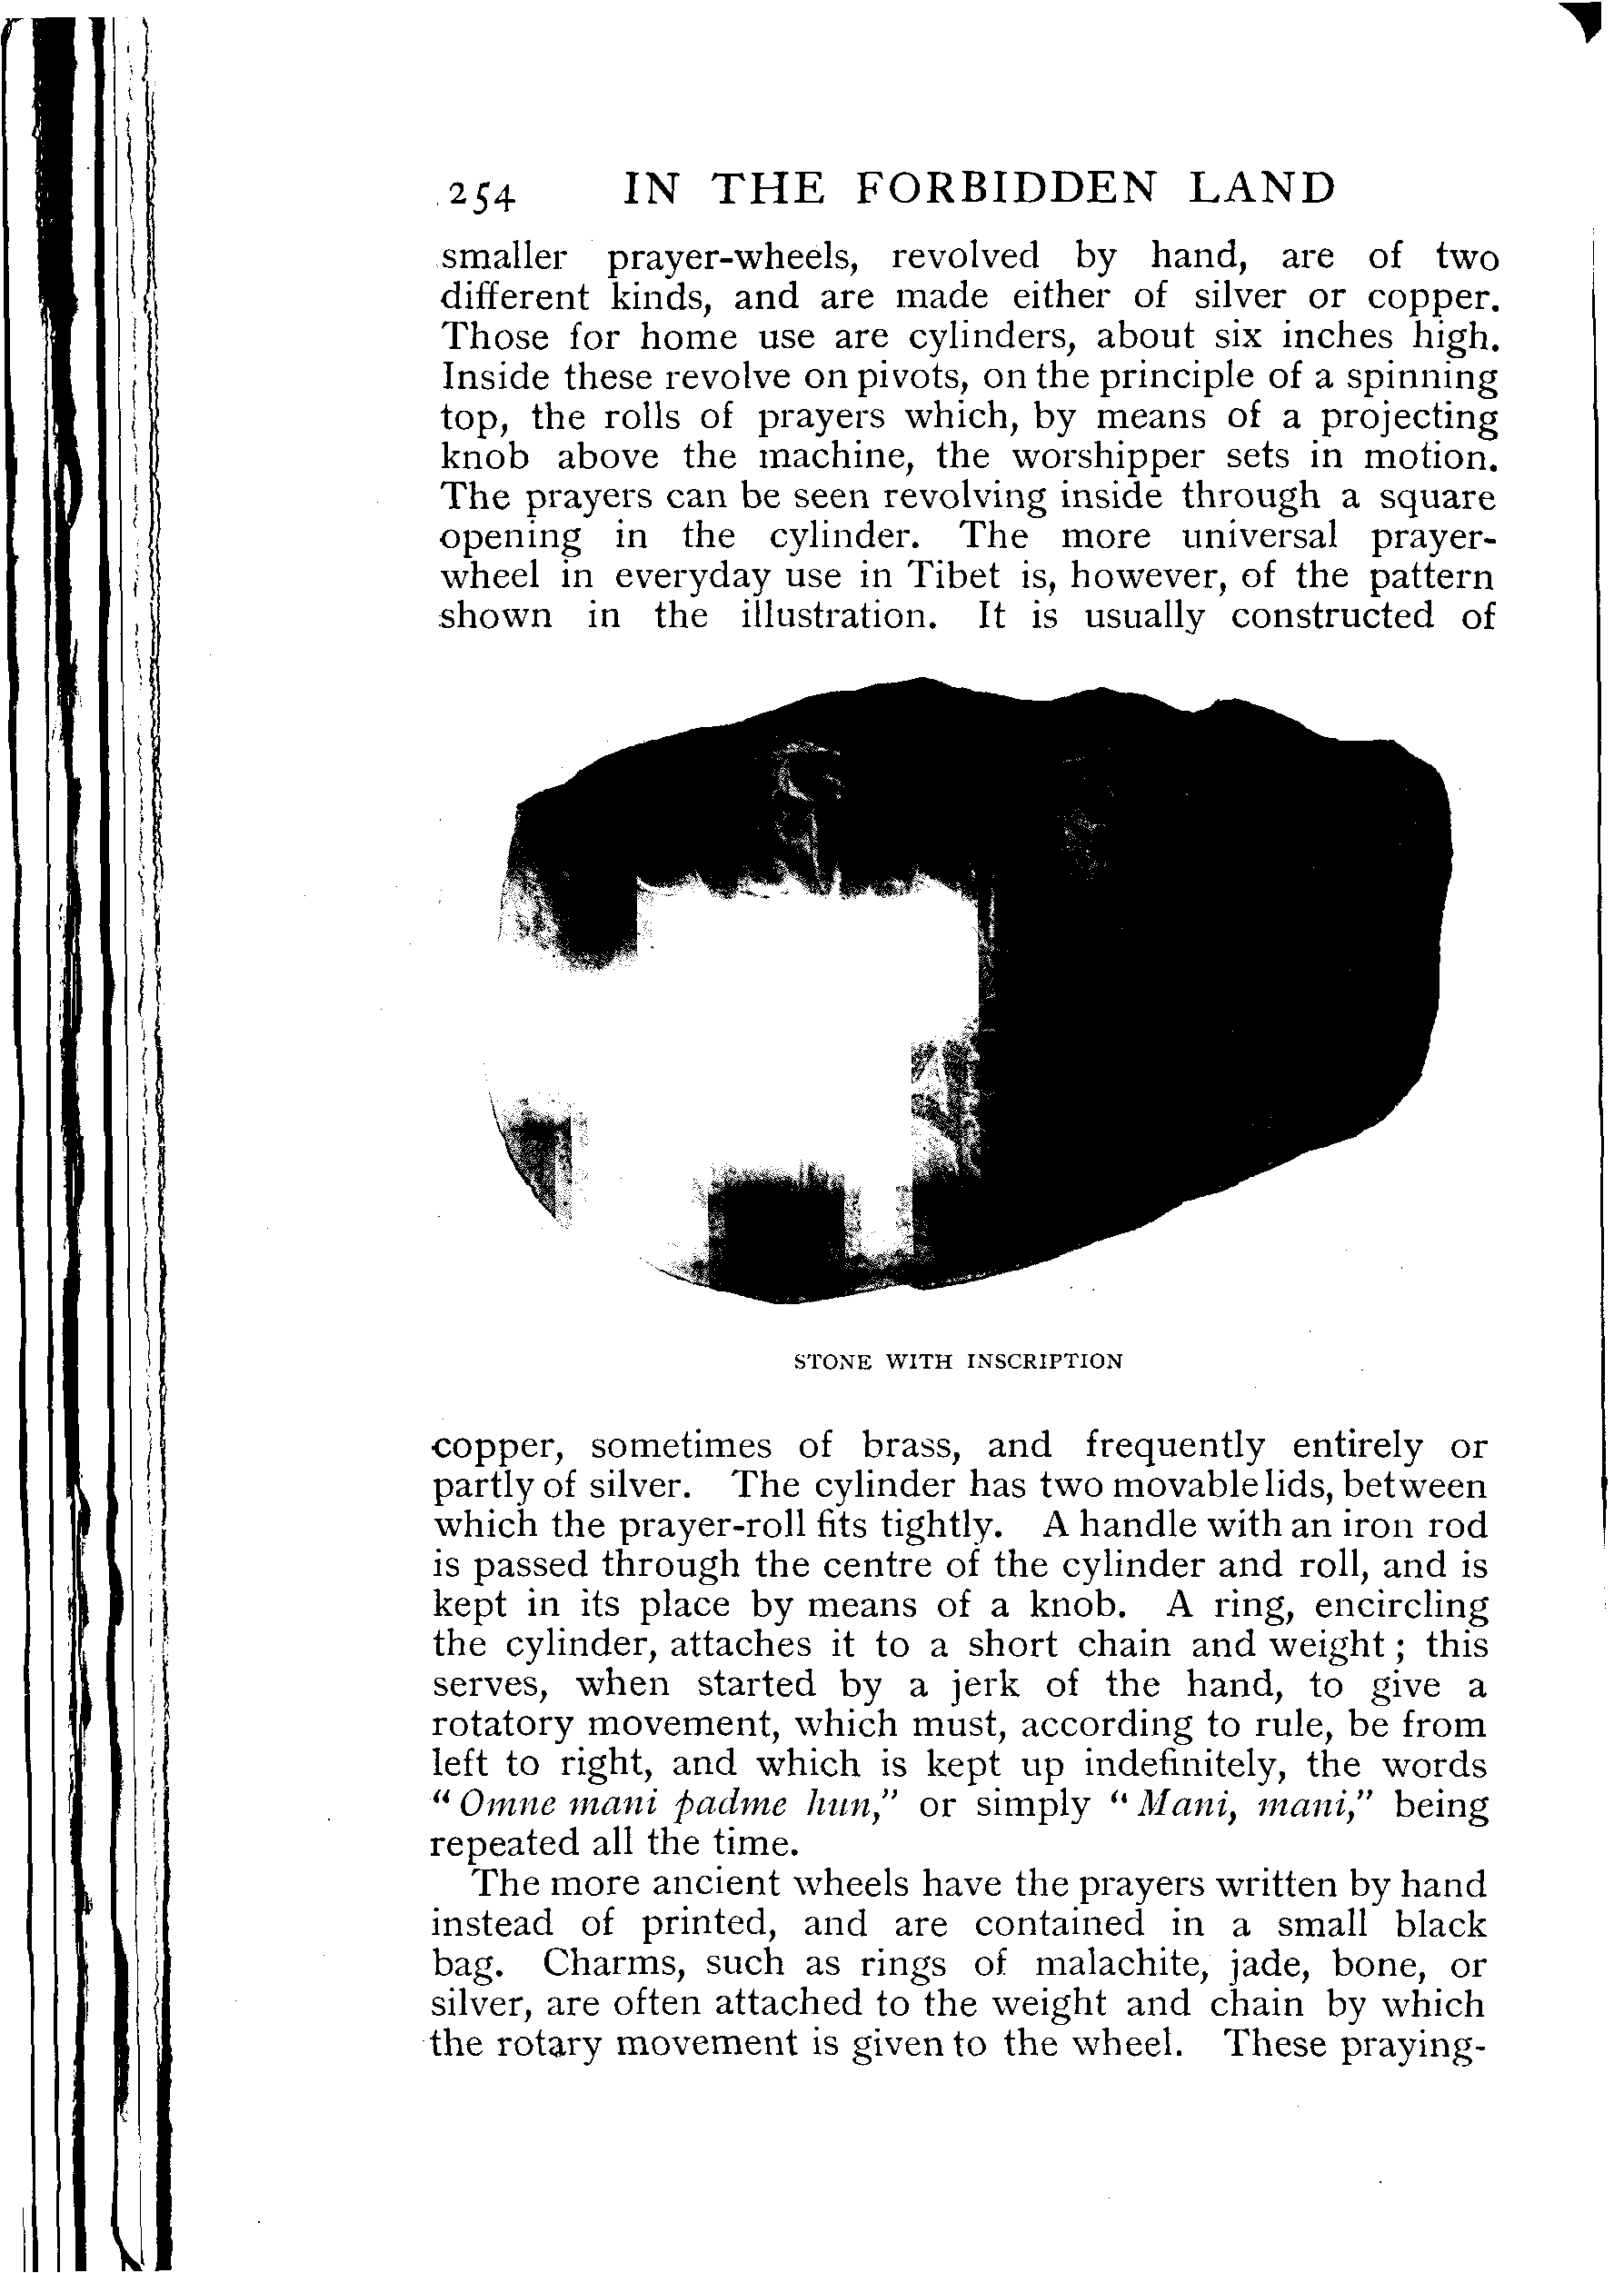 254 IN THE FORBIDDEN LAND
smaller prayer-wheels, revolved by hand, are of two
different kinds, and are made either of silver or copper.
Those for home use are cylinders, about six inches high.
Inside these revolve on pivots, on the principle of a spinning
top, the rolls of prayers which, by means of a projecting
knob above the machine, the worshipper sets in motion.
The prayers can be seen revolving inside through a square
opening in the cylinder. The more universal prayer-
wheel in everyday use in Tibet is, however, of the pattern
shown in the illustration. It is usually constructed of
STONE WITH INSCRIPTION
copper, sometimes of brass, and frequently entirely or
partly of silver. The cylinder has two movable lids, between
which the prayer-roll fits tightly. A handle with an iron rod
is passed through the centre of the cylinder and roll, and is
kept in its place by means of a knob. A ring, encircling
the cylinder, attaches it to a short chain and weight; this
serves, when started by a jerk of the hand, to give a
rotatory movement, which must, according to rule, be from
left to right, and which is kept up indefinitely, the words
“Omne mani padme hun,” or simply “Mani, mani,” being
repeated all the time.
The more ancient wheels have the prayers written by hand
instead of printed, and are contained in a small black
bag. Charms, such as rings of malachite, jade, bone, or
silver, are often attached to the weight and chain by which
the rotary movement is given to the wheel. These praying-